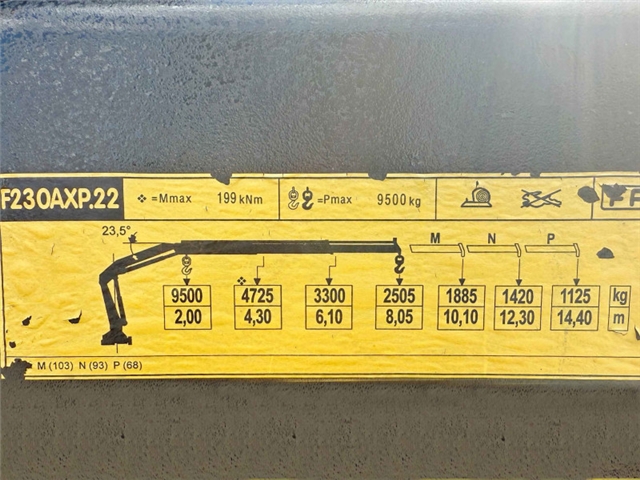 F230AXP.22 ❖ =Mmax 199 kNm =Pmax 9500 kg
23,5°
M N P
❖
9500 4725 3300 2505 1885 1420 1125 kg
2,00 4,30 6,10 8,05 10,10 12,30 14,40 m
M (103) N (93) P (68)